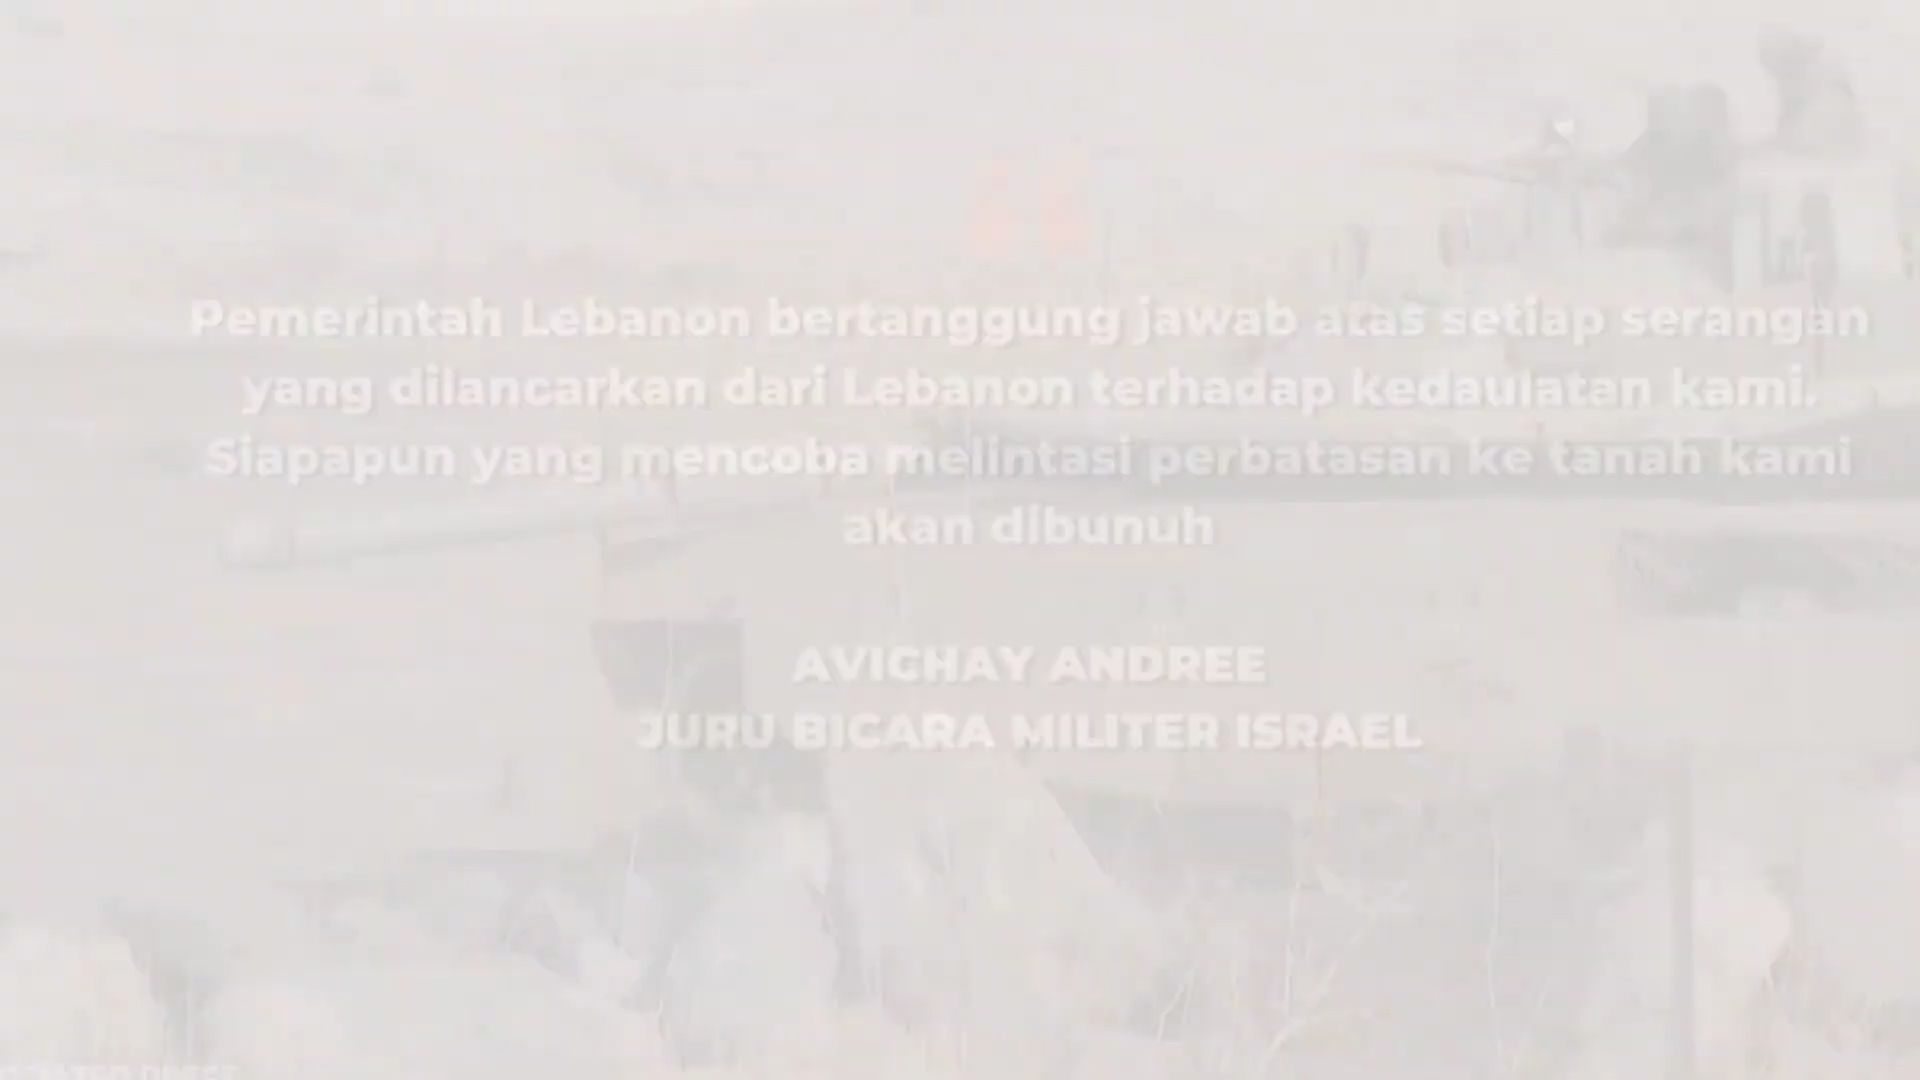 Pemerintah Lebanon bertanggung jawab atas setiap serangan
yang dilancarkan dari Lebanon terhadap kedaulatan kami.
Siapapun yang mencoba melintasi perbatasan ke tanah kami
akan dibunuh
AVICHAY ANDREE
JURU BICARA MILITER ISRAEL